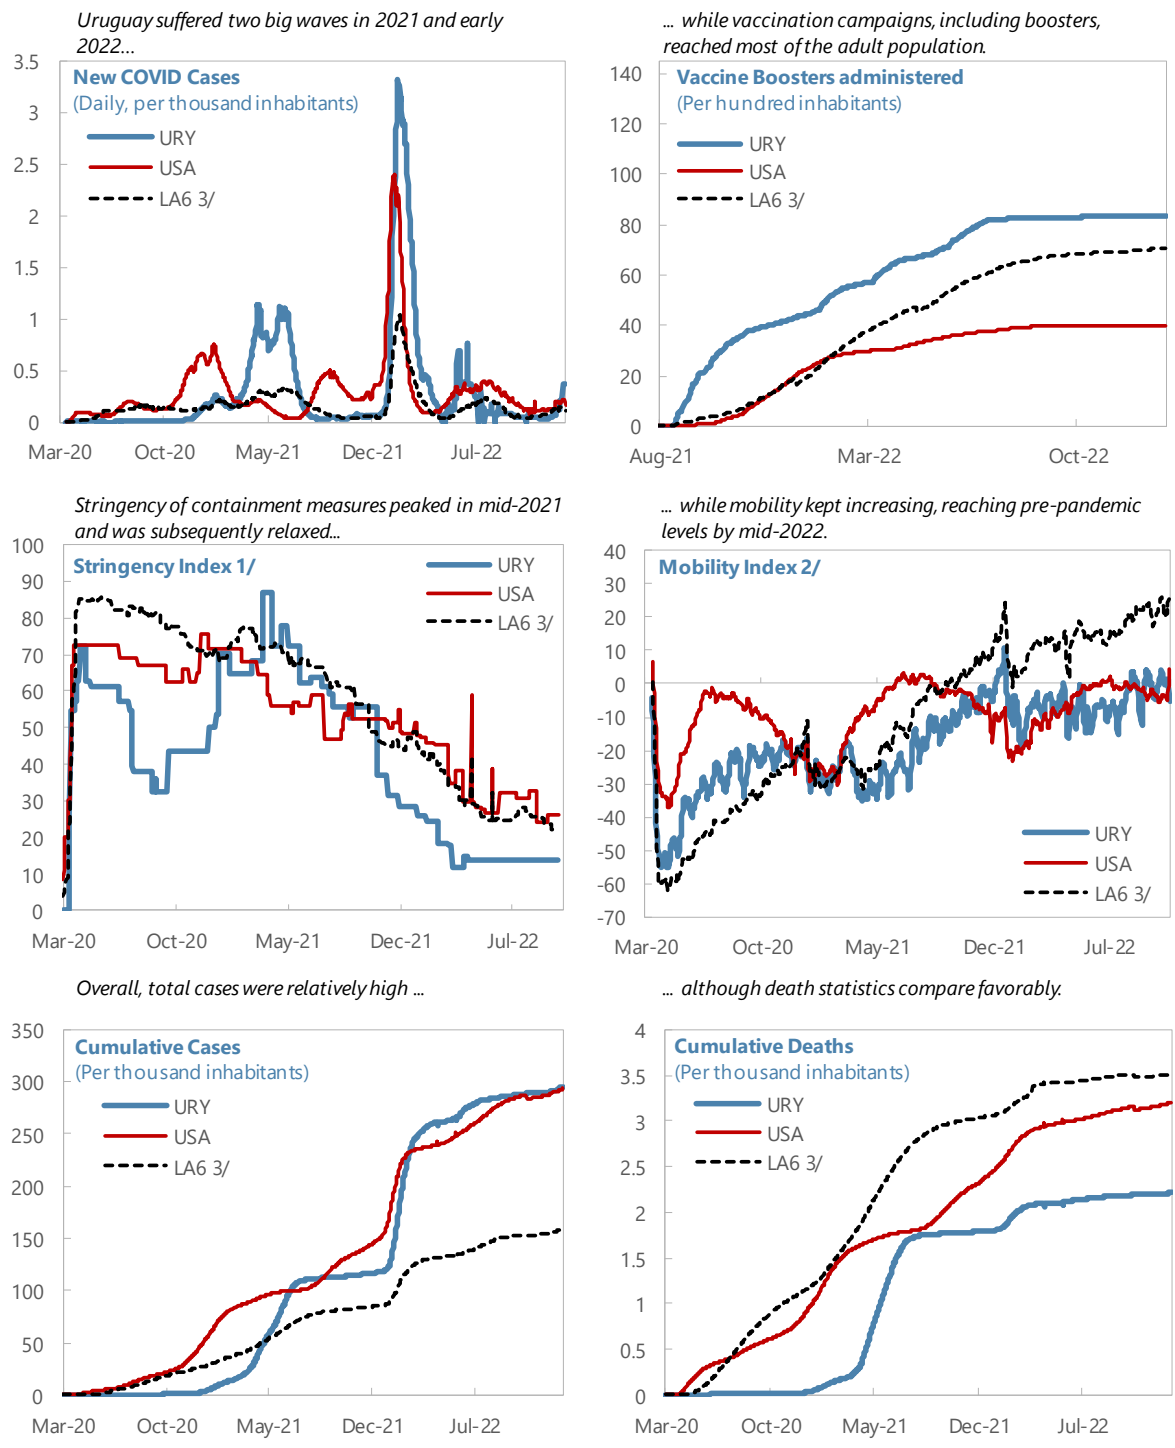 Uruguay suffered two big waves in 2021 and early
2022...
New COVID Cases
(Daily, per thousand inhabitants)
URY
USA
LA6 3/
3.5
3
2.5
2
1.5
1
0.5
0
Mar-20 Oct-20 May-21 Dec-21 Jul-22
... while vaccination campaigns, including boosters,
reached most of the adult population.
Vaccine Boosters administered
(Per hundred inhabitants)
URY
USA
LA6 3/
140
120
100
80
60
40
20
0
Aug-21 Mar-22 Oct-22
Stringency of containment measures peaked in mid-2021
and was subsequently relaxed...
Stringency Index 1/
URY
USA
LA6 3/
100
90
80
70
60
50
40
30
20
10
0
Mar-20 Oct-20 May-21 Dec-21 Jul-22
... while mobility kept increasing, reaching pre-pandemic
levels by mid-2022.
Mobility Index 2/
40
30
20
10
0
-10
-20
-30
-40
-50
-60
-70
URY
USA
LA6 3/
Mar-20 Oct-20 May-21 Dec-21 Jul-22
Overall, total cases were relatively high ...
Cumulative Cases
(Per thousand inhabitants)
URY
USA
LA6 3/
350
300
250
200
150
100
50
0
Mar-20 Oct-20 May-21 Dec-21 Jul-22
... although death statistics compare favorably.
Cumulative Deaths
(Per thousand inhabitants)
URY
USA
LA6 3/
4
3.5
3
2.5
2
1.5
1
0.5
0
Mar-20 Oct-20 May-21 Dec-21 Jul-22